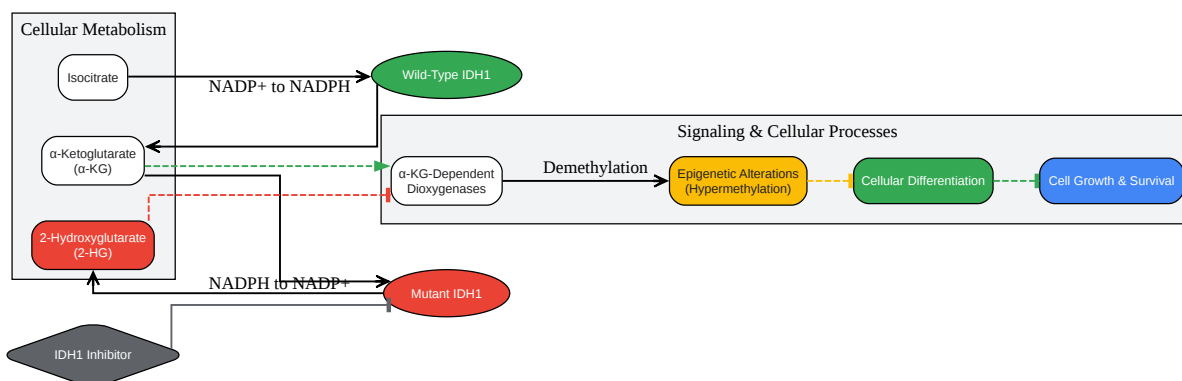 Cellular Metabolism
Isocitrate
NADP+ to NADPH
Wild-Type IDH1
Signaling & Cellular Processes
α-Ketoglutarate
(α-KG)
α-KG-Dependent
Dioxygenases
Demethylation
Epigenetic Alterations
(Hypermethylation)
Cellular Differentiation
Cell Growth & Survival
2-Hydroxyglutarate
(2-HG)
NADPH to NADP+
Mutant IDH1
IDH1 Inhibitor